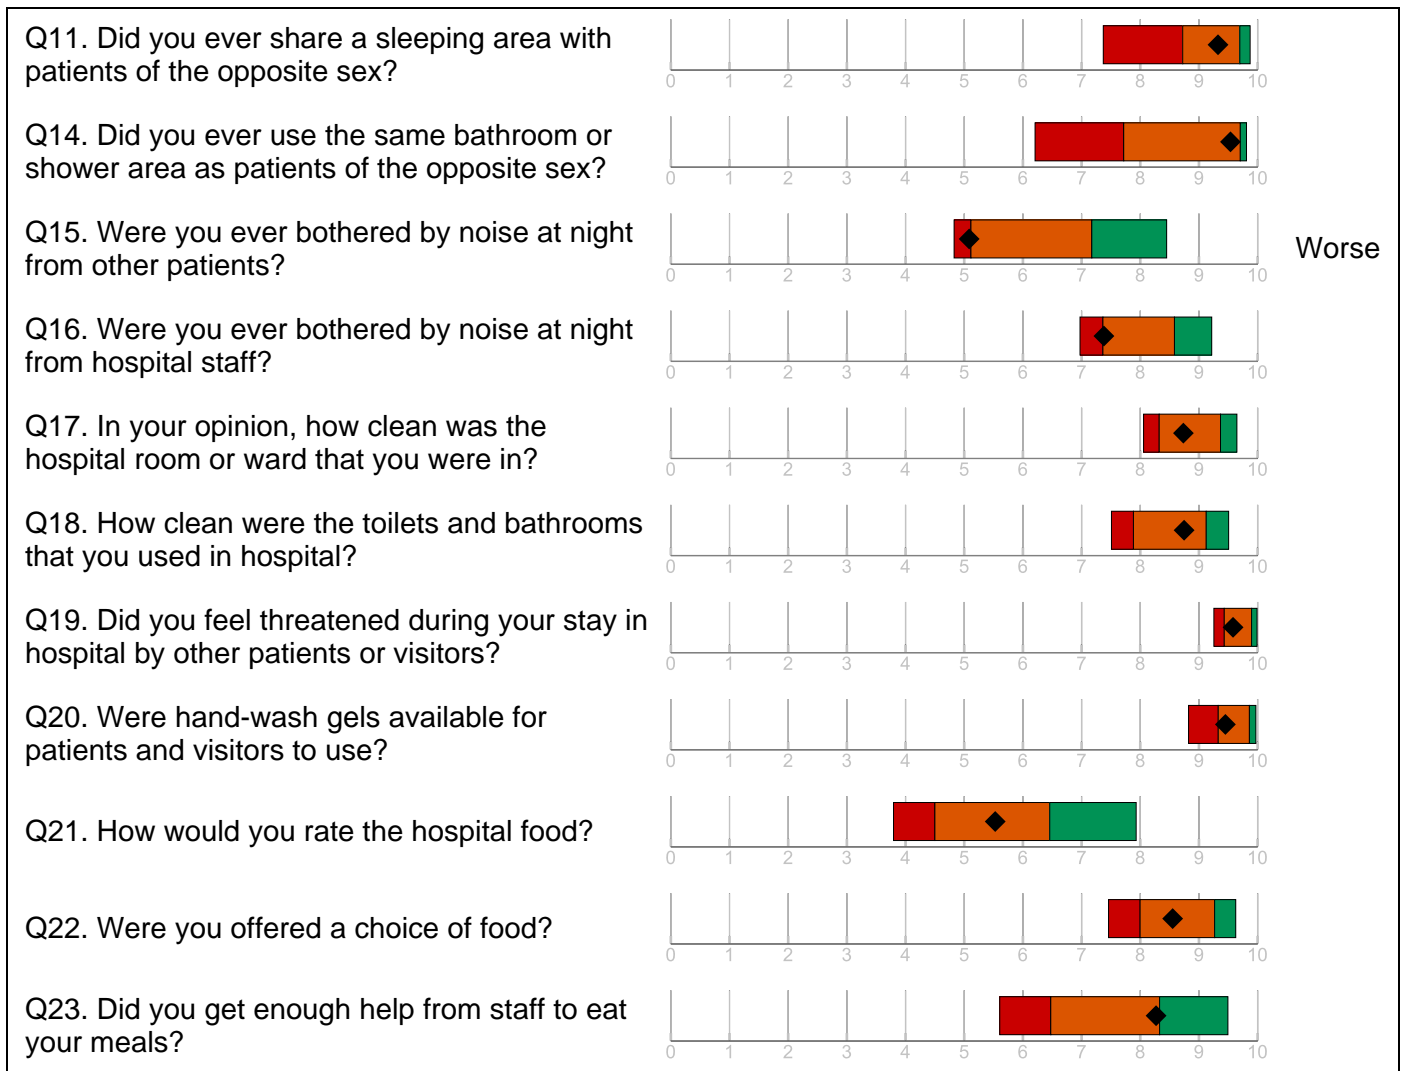 Q11. Did you ever share a sleeping area with
patients of the opposite sex?
0 1 2 3 4 5 6 7 8 9 10
Q14. Did you ever use the same bathroom or
shower area as patients of the opposite sex?
0 1 2 3 4 5 6 7 8 9 10
Q15. Were you ever bothered by noise at night
from other patients?
Worse
0 1 2 3 4 5 6 7 8 9 10
Q16. Were you ever bothered by noise at night
from hospital staff?
0 1 2 3 4 5 6 7 8 9 10
Q17. In your opinion, how clean was the
hospital room or ward that you were in?
0 1 2 3 4 5 6 7 8 9 10
Q18. How clean were the toilets and bathrooms
that you used in hospital?
0 1 2 3 4 5 6 7 8 9 10
Q19. Did you feel threatened during your stay in
hospital by other patients or visitors?
0 1 2 3 4 5 6 7 8 9 10
Q20. Were hand-wash gels available for
patients and visitors to use?
0 1 2 3 4 5 6 7 8 9 10
Q21. How would you rate the hospital food?
0 1 2 3 4 5 6 7 8 9 10
Q22. Were you offered a choice of food?
0 1 2 3 4 5 6 7 8 9 10
Q23. Did you get enough help from staff to eat
your meals?
0 1 2 3 4 5 6 7 8 9 10